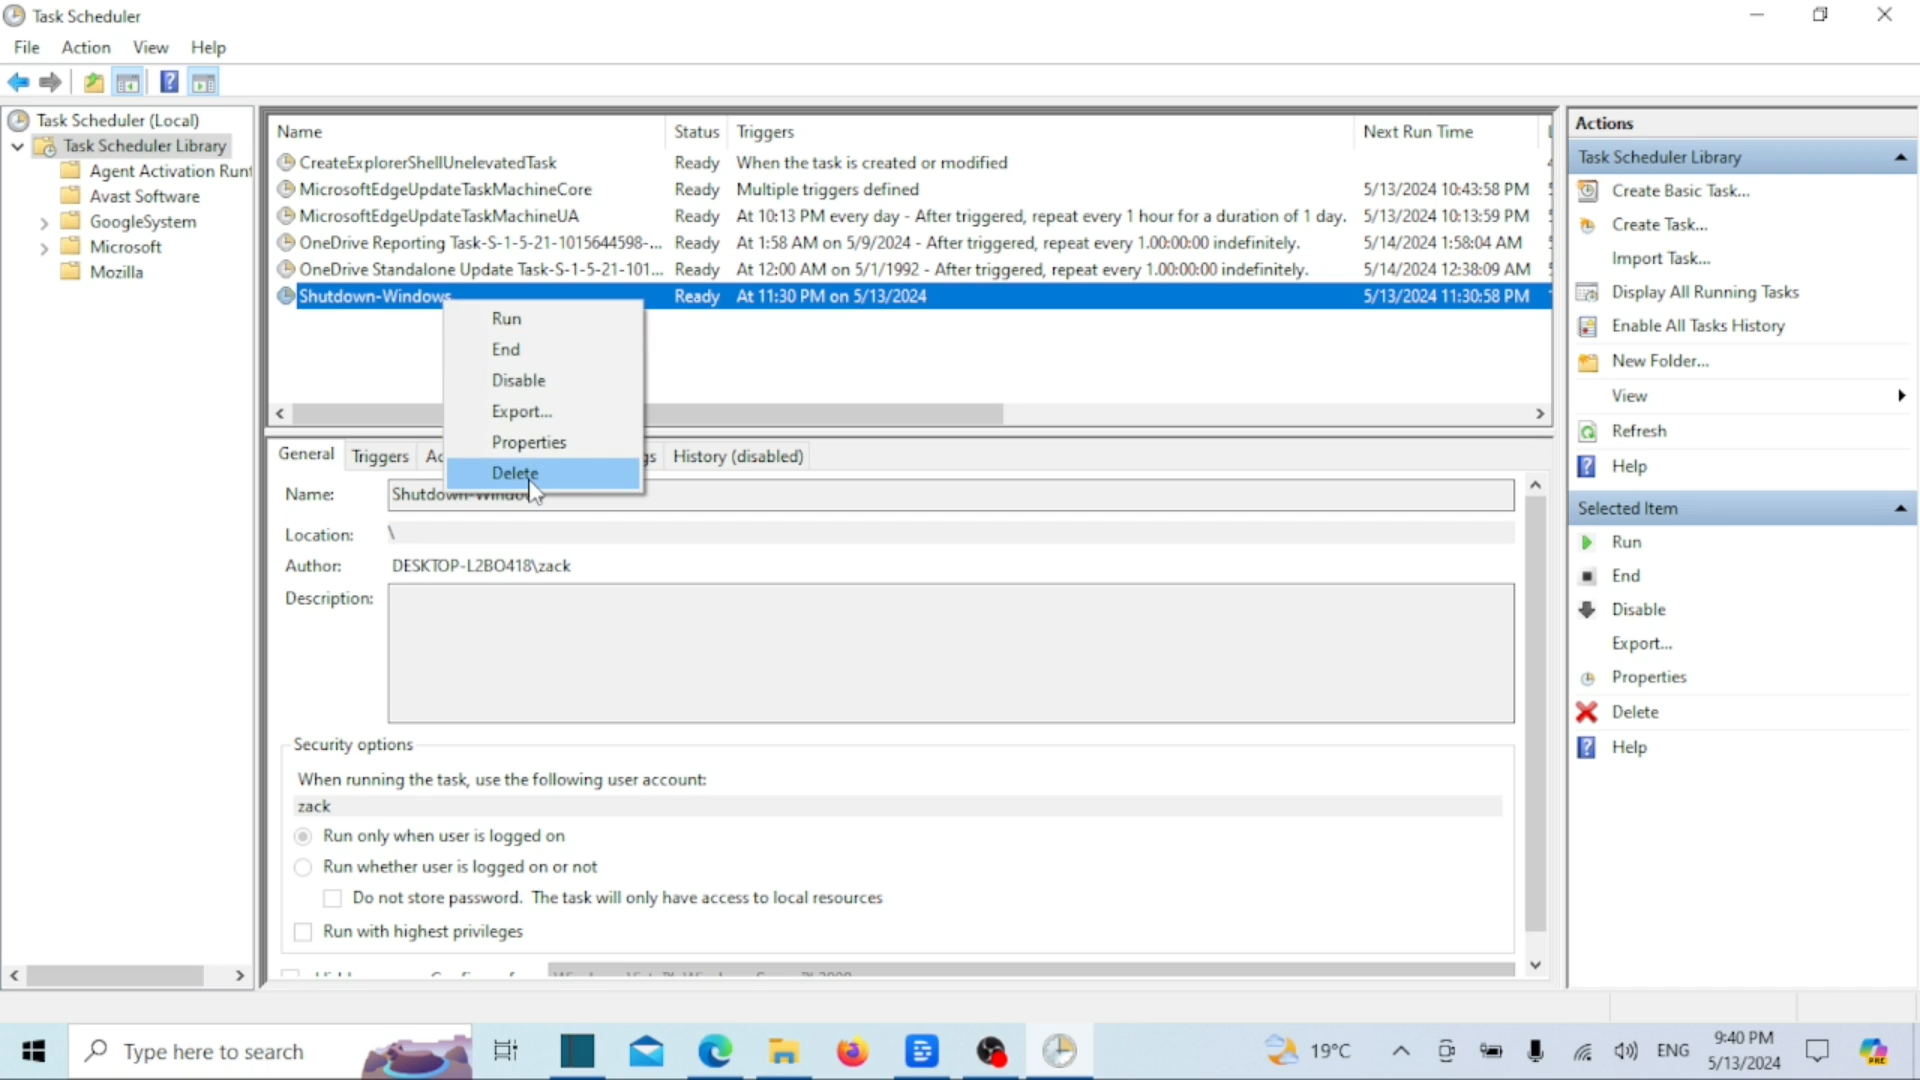 Task Scheduler
File Action View Help
Task Scheduler (Local)
Task Scheduler Library
Agent Activation Runt
Avast Software
GoogleSystem
Microsoft
Mozilla
Name Status Triggers Next Run Time
CreateExplorerShellUnelevatedTask Ready When the task is created or modified
MicrosoftEdgeUpdateTaskMachineCore Ready Multiple triggers defined 5/13/2024 10:43:58 PM
MicrosoftEdgeUpdateTaskMachineUA Ready At 10:13 PM every day - After triggered, repeat every 1 hour for a duration of 1 day. 5/13/2024 10:13:59 PM
OneDrive Reporting Task-S-1-5-21-1015644598-... Ready At 1:58 AM on 5/9/2024 - After triggered, repeat every 1.00:00:00 indefinitely. 5/14/2024 1:58:04 AM
OneDrive Standalone Update Task-S-1-5-21-101... Ready At 12:00 AM on 5/1/1992 - After triggered, repeat every 1.00:00:00 indefinitely. 5/14/2024 12:38:09 AM
Shutdown-Windows Ready At 11:30 PM on 5/13/2024 5/13/2024 11:30:58 PM
Run
End
Disable
Export...
Properties
Delete
General Triggers Ac gs History (disabled)
Name: Shutdown-Windows
Location: \
Author: DESKTOP-L2BO418\zack
Description:
Security options
When running the task, use the following user account:
zack
Run only when user is logged on
Run whether user is logged on or not
Do not store password. The task will only have access to local resources
Run with highest privileges
Actions
Task Scheduler Library
Create Basic Task...
Create Task...
Import Task...
Display All Running Tasks
Enable All Tasks History
New Folder...
View
Refresh
Help
Selected Item
Run
End
Disable
Export...
Properties
Delete
Help
Type here to search
19°C
ENG
9:40 PM
5/13/2024